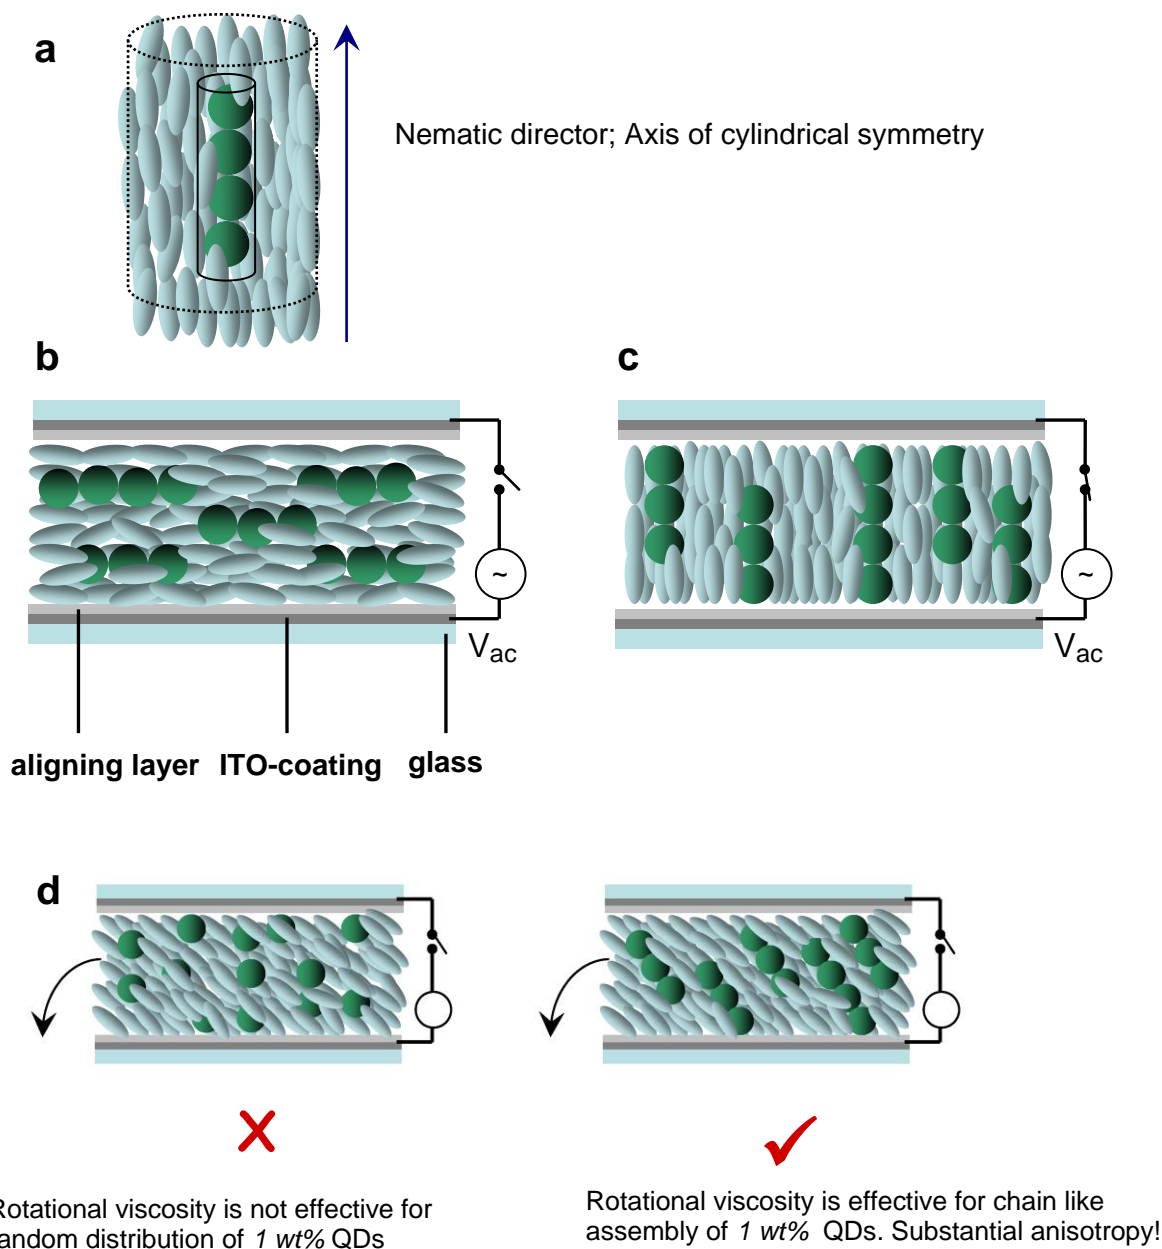 a
Nematic director; Axis of cylindrical symmetry
b
c
~
~
Vac
Vac
aligning layer ITO-coating glass
d
Rotational viscosity is not effective for
random distribution of 1 wt% QDs
Rotational viscosity is effective for chain like
assembly of 1 wt% QDs. Substantial anisotropy!